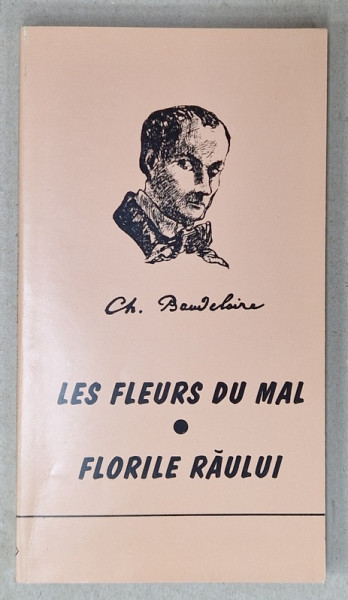 Ch. Baudelaire
LES FLEURS DU MAL
●
FLORILE RĂULUI